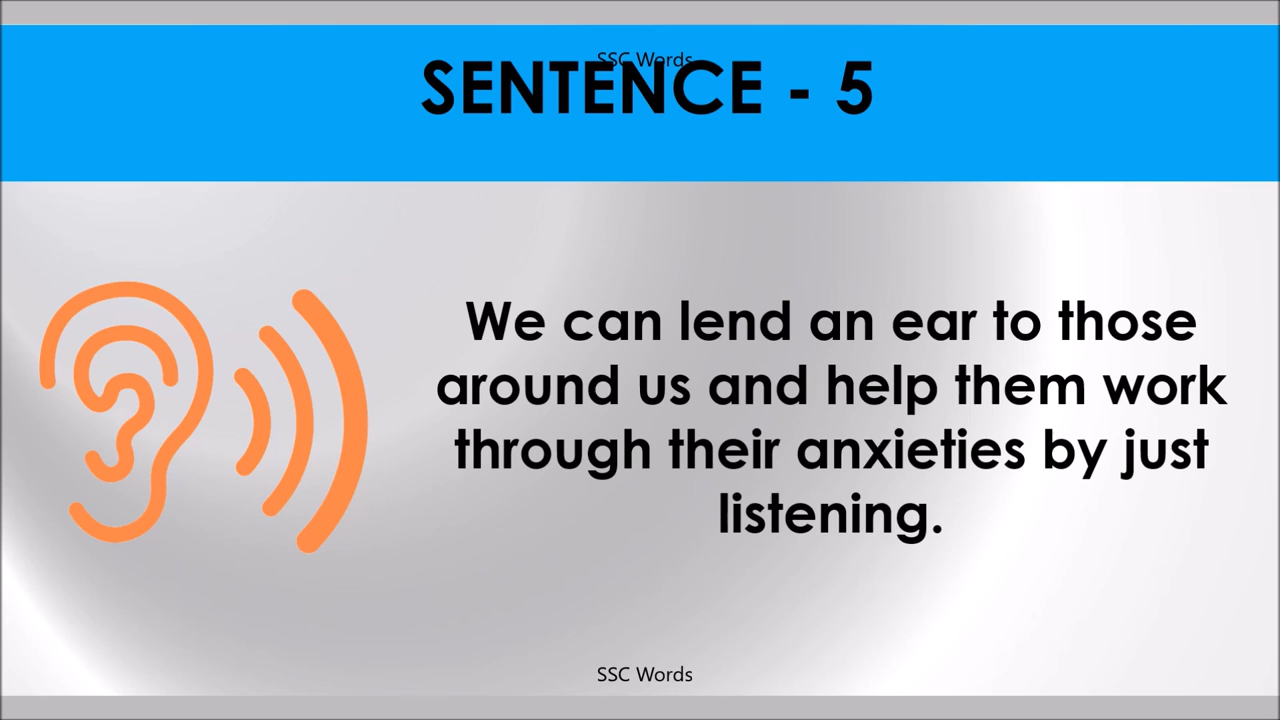 SSC Words
SENTENCE - 5
We can lend an ear to those
around us and help them work
through their anxieties by just
listening.
SSC Words